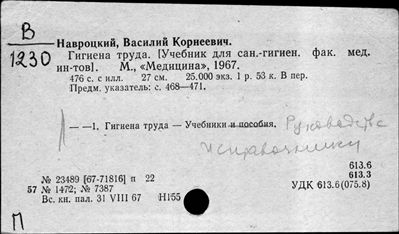 В
1230
Навроцкий, Василий Корнеевич.
Гигиена труда. [Учебник для сан.-гигиен. фак. мед.
ин-тов]. М., «Медицина», 1967.
476 с. с илл. 27 см. 25.000 экз. 1 р. 53 к. В пер.
Предм. указатель: с. 468—471.
— —1. Гигиена труда — Учебники и пособия. Руководства
и справочники
613.6
№ 23489 [67-71816] п 22
613.3
57 № 1472; № 7387
УДК 613.6(075.8)
Вс. кн. пал. 31 VIII 67 Н155
П